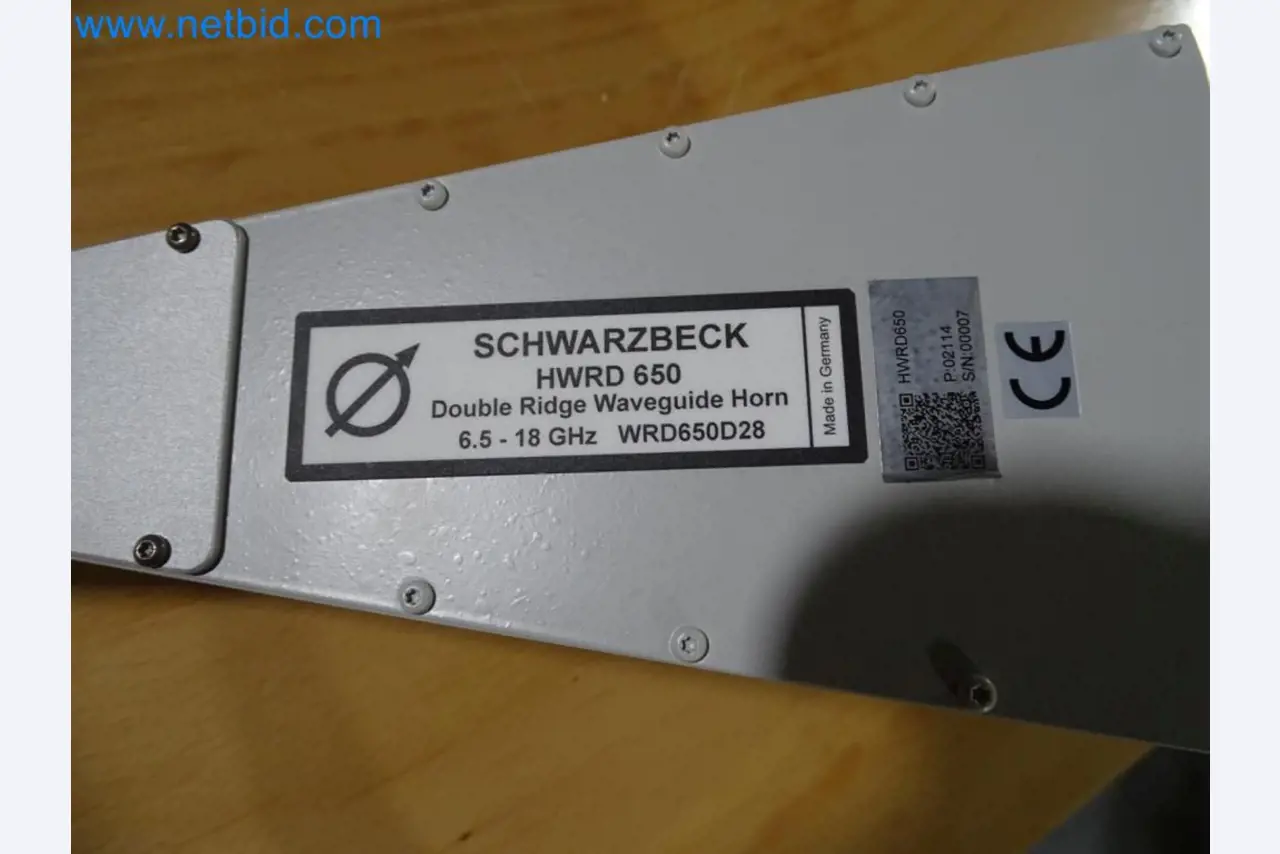 www.netbid.com
SCHWARZBECK
HWRD 650
Double Ridge Waveguide Horn
6.5 - 18 GHz WRD650D28
Made in Germany
HWRD650
P:02114
S/N:00007
CE